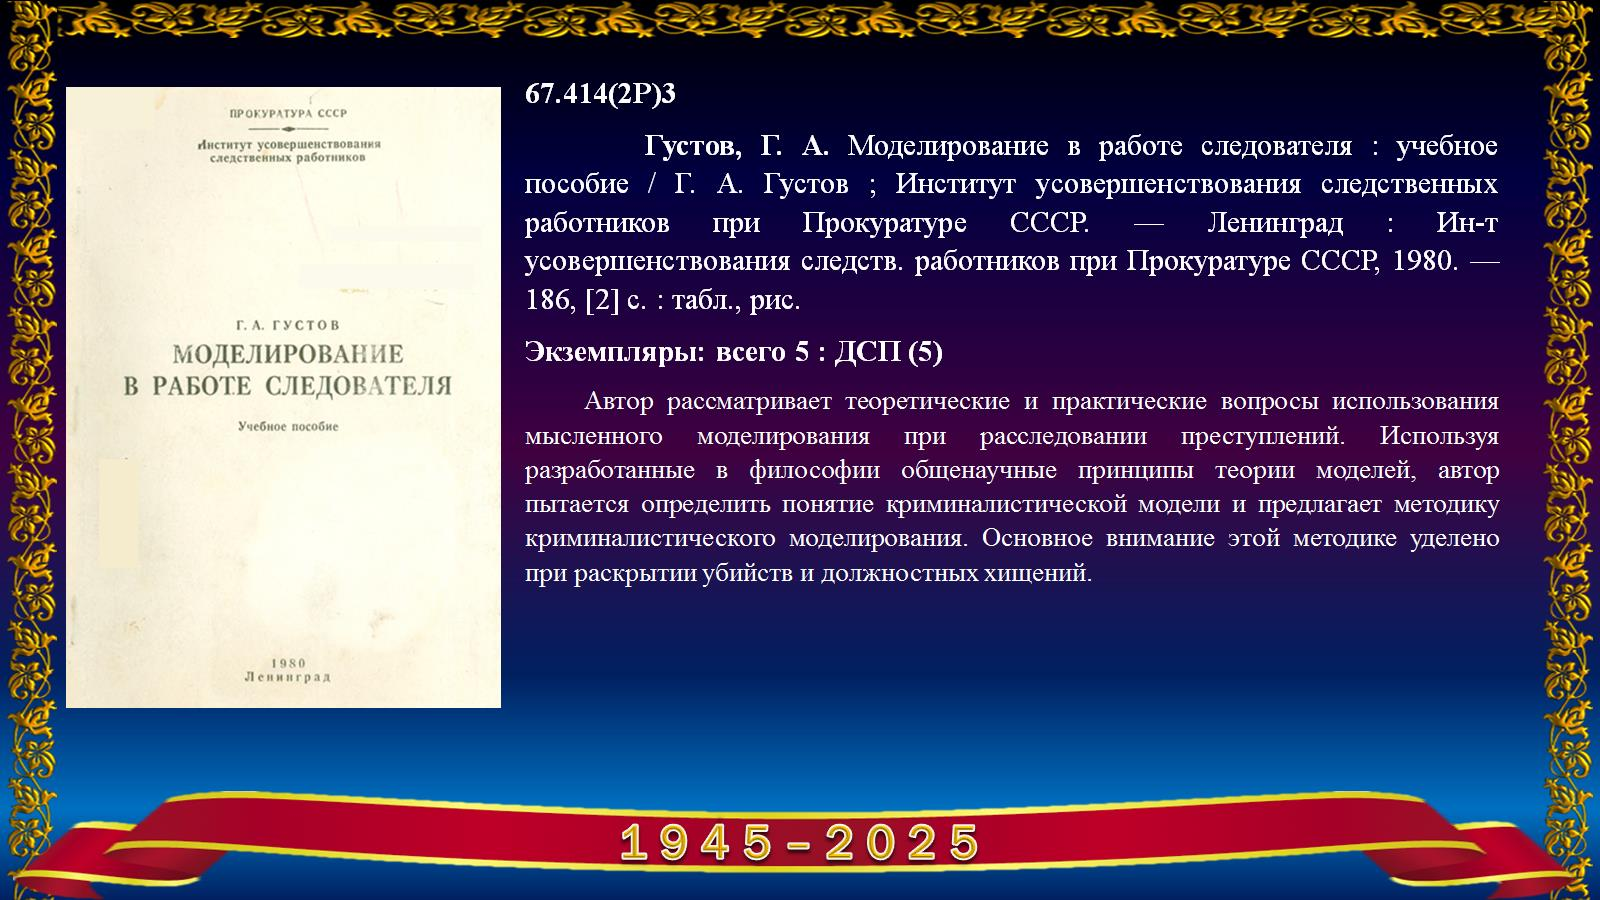 ПРОКУРАТУРА СССР
Институт усовершенствования
следственных работников
Г. А. ГУСТОВ
МОДЕЛИРОВАНИЕ
В РАБОТЕ СЛЕДОВАТЕЛЯ
Учебное пособие
1980
Ленинград
67.414(2Р)3
Густов, Г. А. Моделирование в работе следователя : учебное
пособие / Г. А. Густов ; Институт усовершенствования следственных
работников при Прокуратуре СССР. — Ленинград : Ин-т
усовершенствования следств. работников при Прокуратуре СССР, 1980. —
186, [2] с. : табл., рис.
Экземпляры: всего 5 : ДСП (5)
Автор рассматривает теоретические и практические вопросы использования
мысленного моделирования при расследовании преступлений. Используя
разработанные в философии общенаучные принципы теории моделей, автор
пытается определить понятие криминалистической модели и предлагает методику
криминалистического моделирования. Основное внимание этой методике уделено
при раскрытии убийств и должностных хищений.
1945–2025